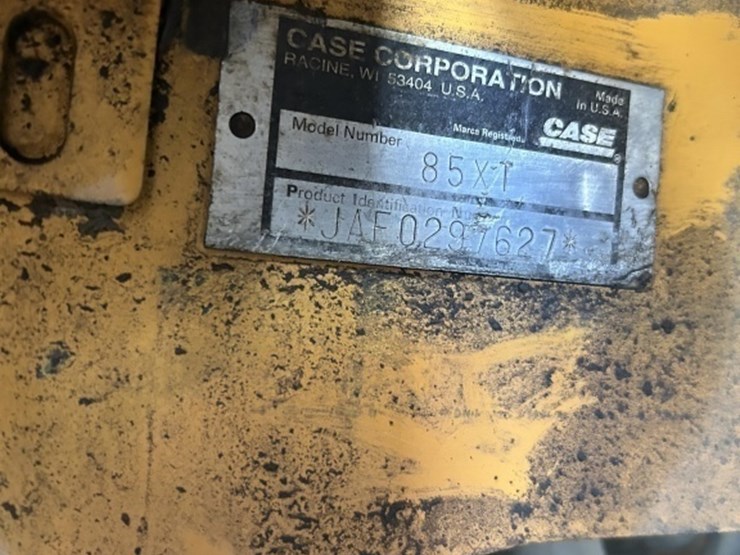 CASE CORPORATION
RACINE, WI 53404 U.S.A.
Made
in U.S.A.
Model Number
Marca Registrada
CASE®
85XT
Product Identification Number
*JAF0297627*